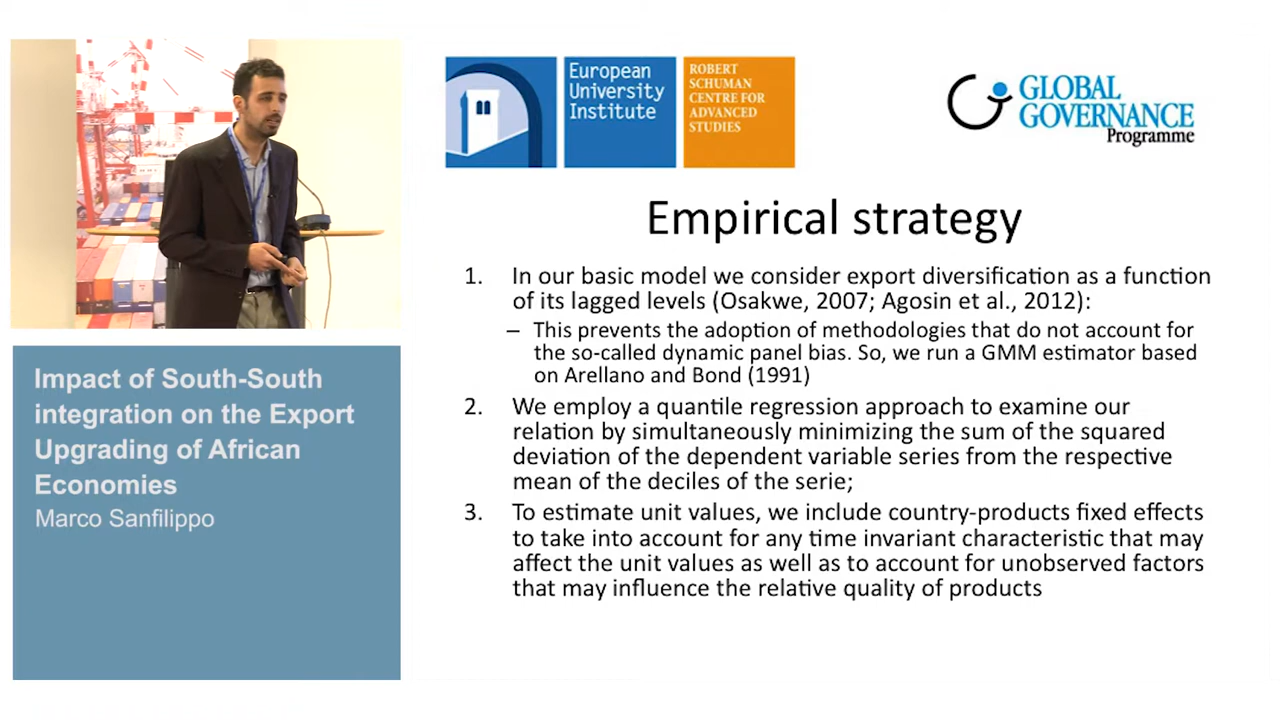 European
University
Institute
ROBERT
SCHUMAN
CENTRE FOR
ADVANCED
STUDIES
GLOBAL
GOVERNANCE
Programme
Empirical strategy
1. In our basic model we consider export diversification as a function
of its lagged levels (Osakwe, 2007; Agosin et al., 2012):
– This prevents the adoption of methodologies that do not account for
the so-called dynamic panel bias. So, we run a GMM estimator based
on Arellano and Bond (1991)
2. We employ a quantile regression approach to examine our
relation by simultaneously minimizing the sum of the squared
deviation of the dependent variable series from the respective
mean of the deciles of the serie;
3. To estimate unit values, we include country-products fixed effects
to take into account for any time invariant characteristic that may
affect the unit values as well as to account for unobserved factors
that may influence the relative quality of products
Impact of South-South
integration on the Export
Upgrading of African
Economies
Marco Sanfilippo